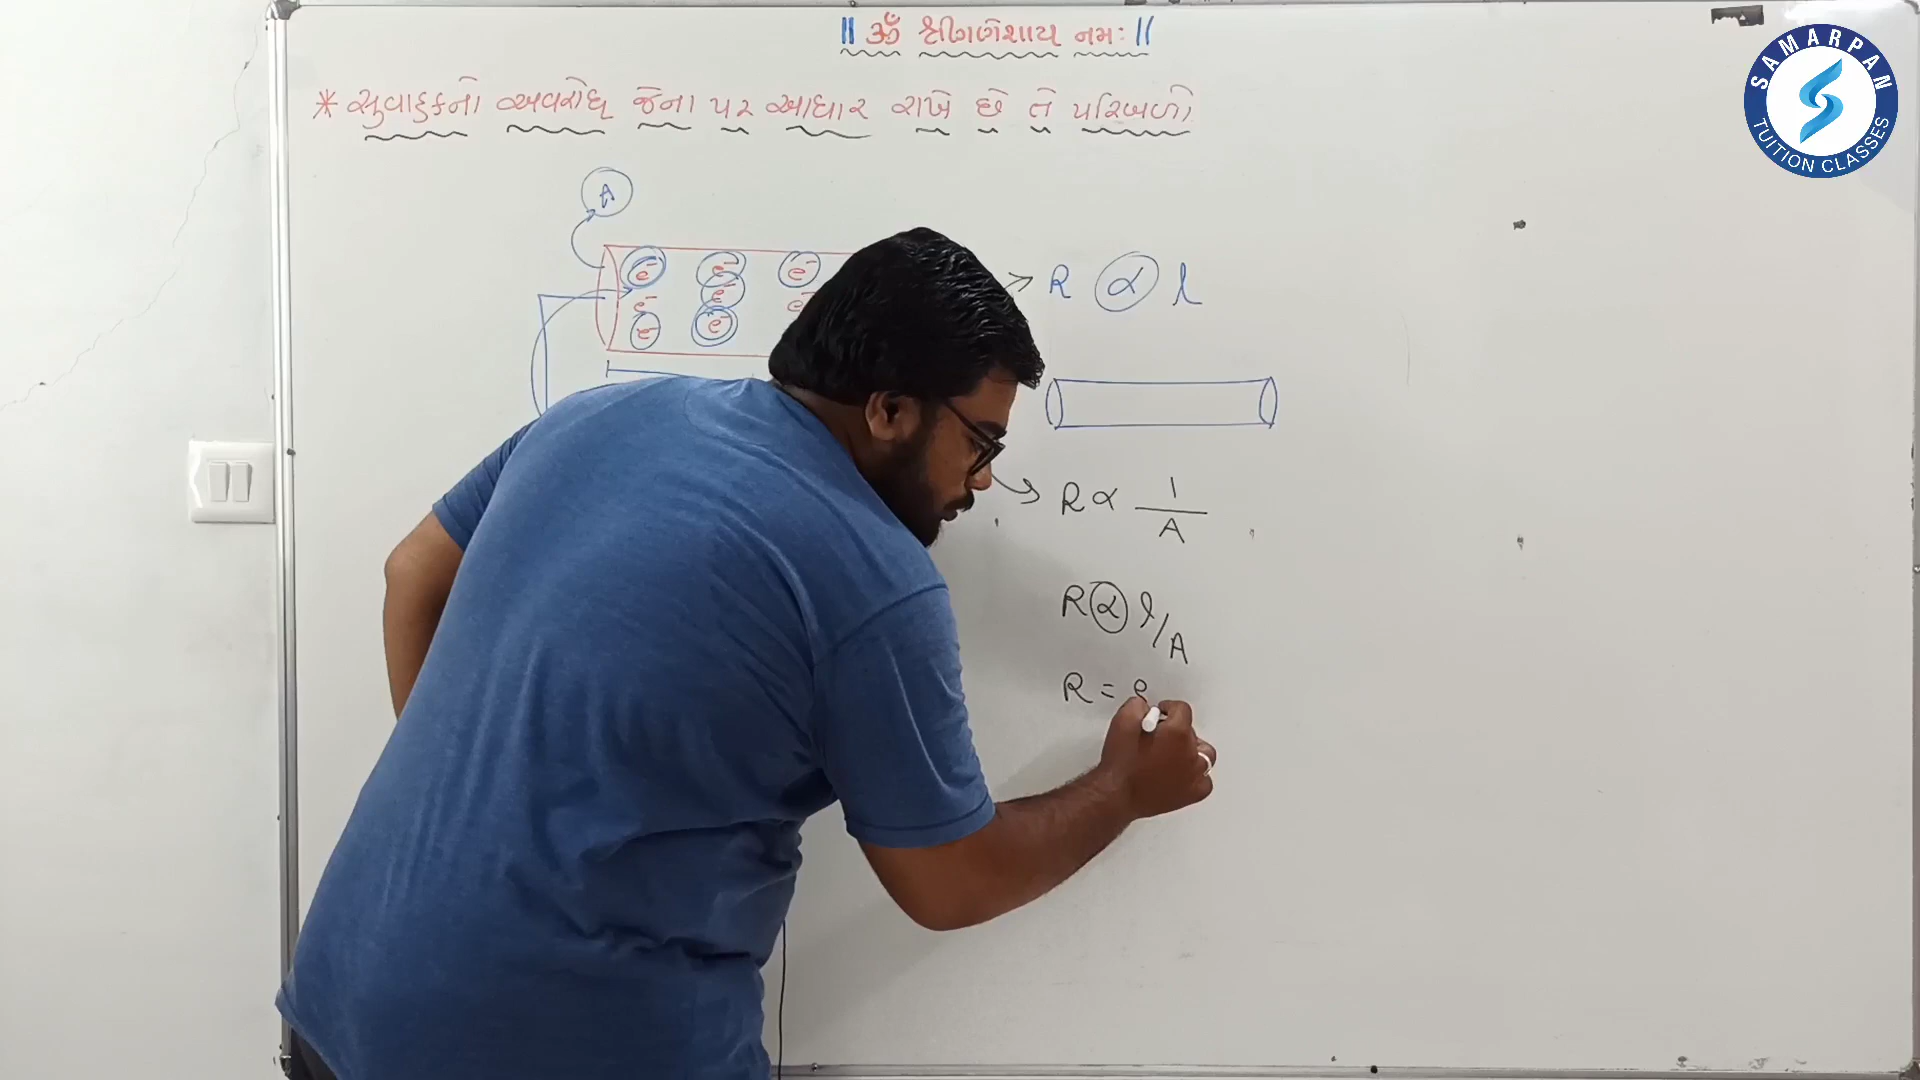 || ૐ શ્રી ગણેશાય નમઃ ||
* સુવાહકનો અવરોધ જેના પર આધાર રાખે છે તે પરિબળો
SAMARPAN
TUITION CLASSES
A
e⁻ e⁻ e⁻
e⁻ e⁻ e⁻
e⁻ e⁻
R ∝ l
R ∝ 1/A
R ∝ l/A
R = ρ